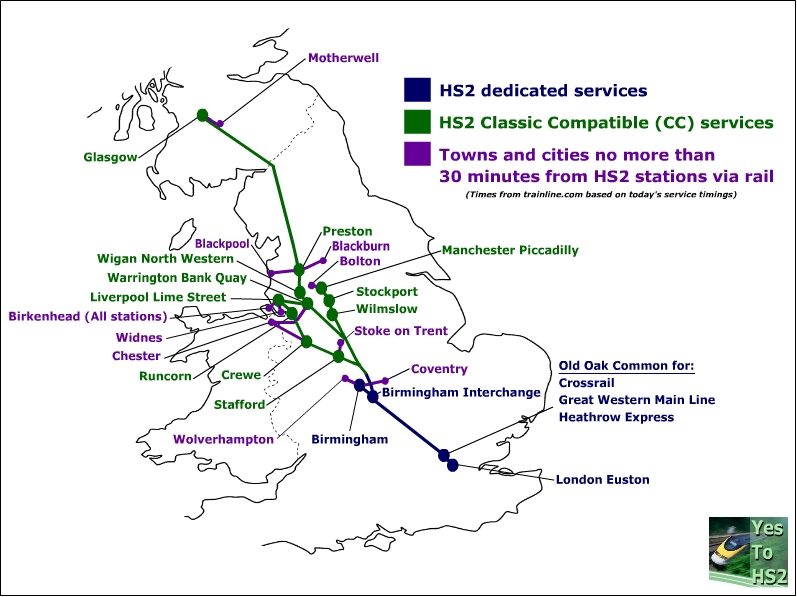 Motherwell
HS2 dedicated services
HS2 Classic Compatible (CC) services
Towns and cities no more than
30 minutes from HS2 stations via rail
(Times from trainline.com based on today's service timings)
Glasgow
Preston
Blackpool
Blackburn
Wigan North Western
Bolton
Manchester Piccadilly
Warrington Bank Quay
Liverpool Lime Street
Stockport
Birkenhead (All stations)
Wilmslow
Widnes
Stoke on Trent
Chester
Runcorn
Crewe
Coventry
Stafford
Birmingham Interchange
Wolverhampton
Birmingham
Old Oak Common for:
Crossrail
Great Western Main Line
Heathrow Express
London Euston
Yes
To
HS2